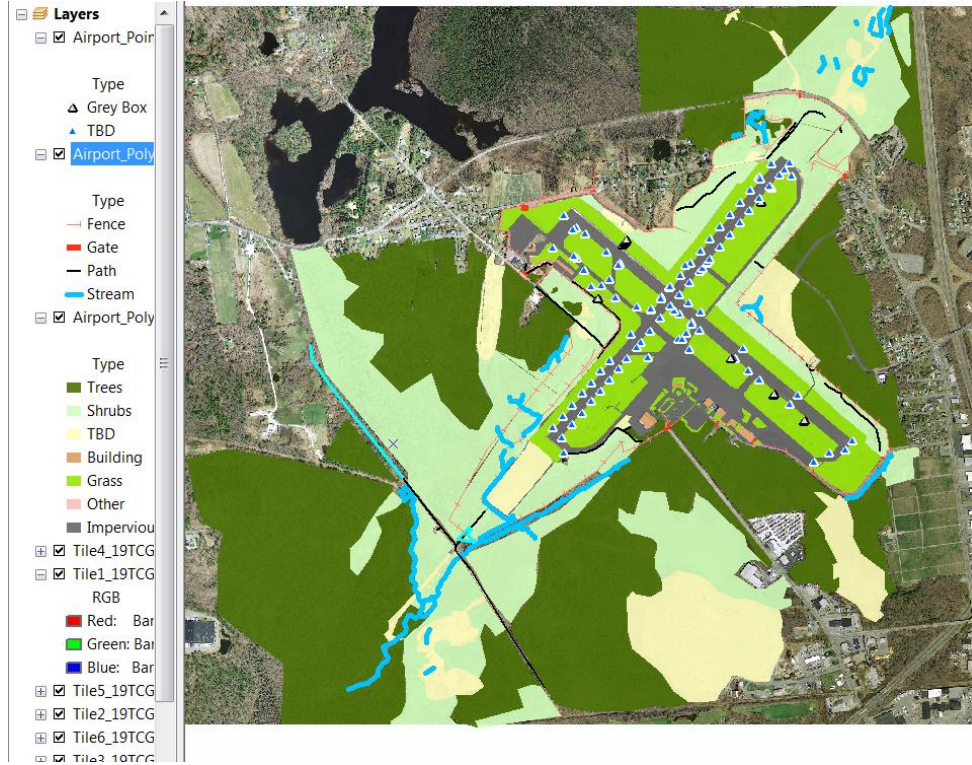 Layers
Airport_Poin
Type
Grey Box
TBD
Airport_Poly
Type
Fence
Gate
Path
Stream
Airport_Poly
Type
Trees
Shrubs
TBD
Building
Grass
Other
Imperviou
Tile4_19TCG
Tile1_19TCG
RGB
Red: Bar
Green: Bar
Blue: Bar
Tile5_19TCG
Tile2_19TCG
Tile6_19TCG
Tile3_19TCG